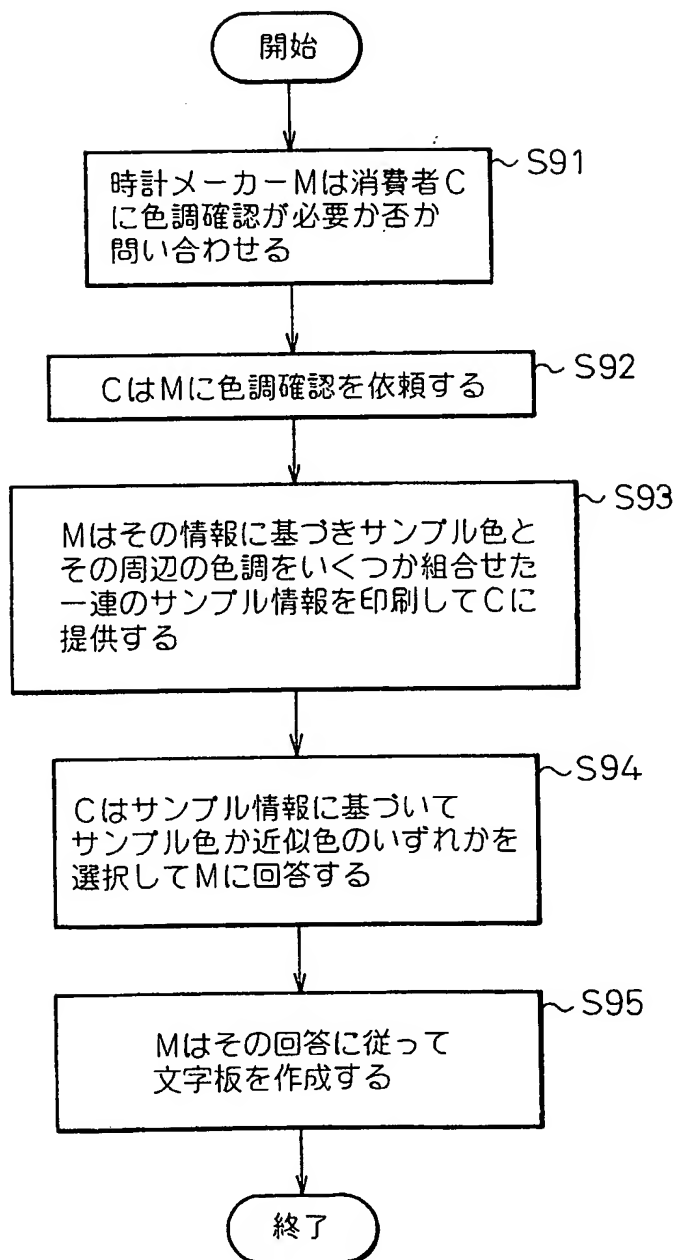 開始
S91
時計メーカーMは消費者C
に色調確認が必要か否か
問い合わせる
S92
CはMに色調確認を依頼する
S93
Mはその情報に基づきサンプル色と
その周辺の色調をいくつか組合せた
一連のサンプル情報を印刷してCに
提供する
S94
Cはサンプル情報に基づいて
サンプル色か近似色のいずれかを
選択してMに回答する
S95
Mはその回答に従って
文字板を作成する
終了